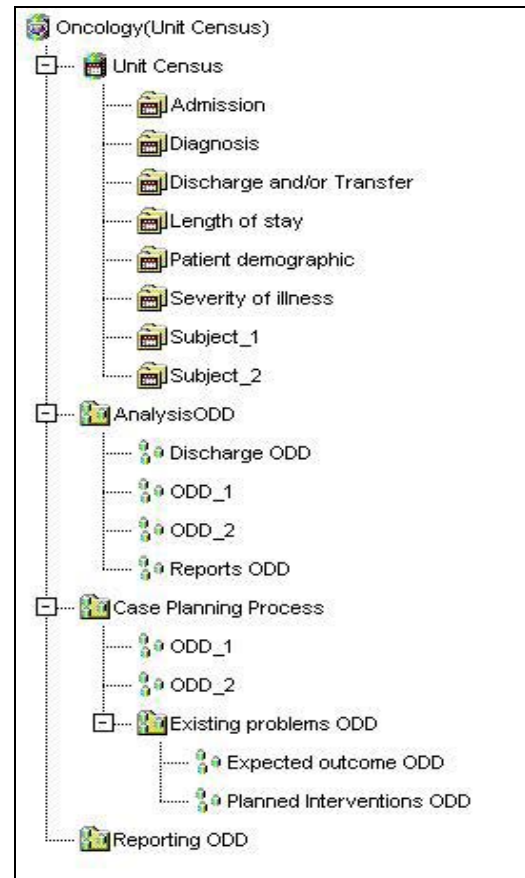 Oncology(Unit Census)
Unit Census
Admission
Diagnosis
Discharge and/or Transfer
Length of stay
Patient demographic
Severity of illness
Subject_1
Subject_2
AnalysisODD
Discharge ODD
ODD_1
ODD_2
Reports ODD
Case Planning Process
ODD_1
ODD_2
Existing problems ODD
Expected outcome ODD
Planned Interventions ODD
Reporting ODD